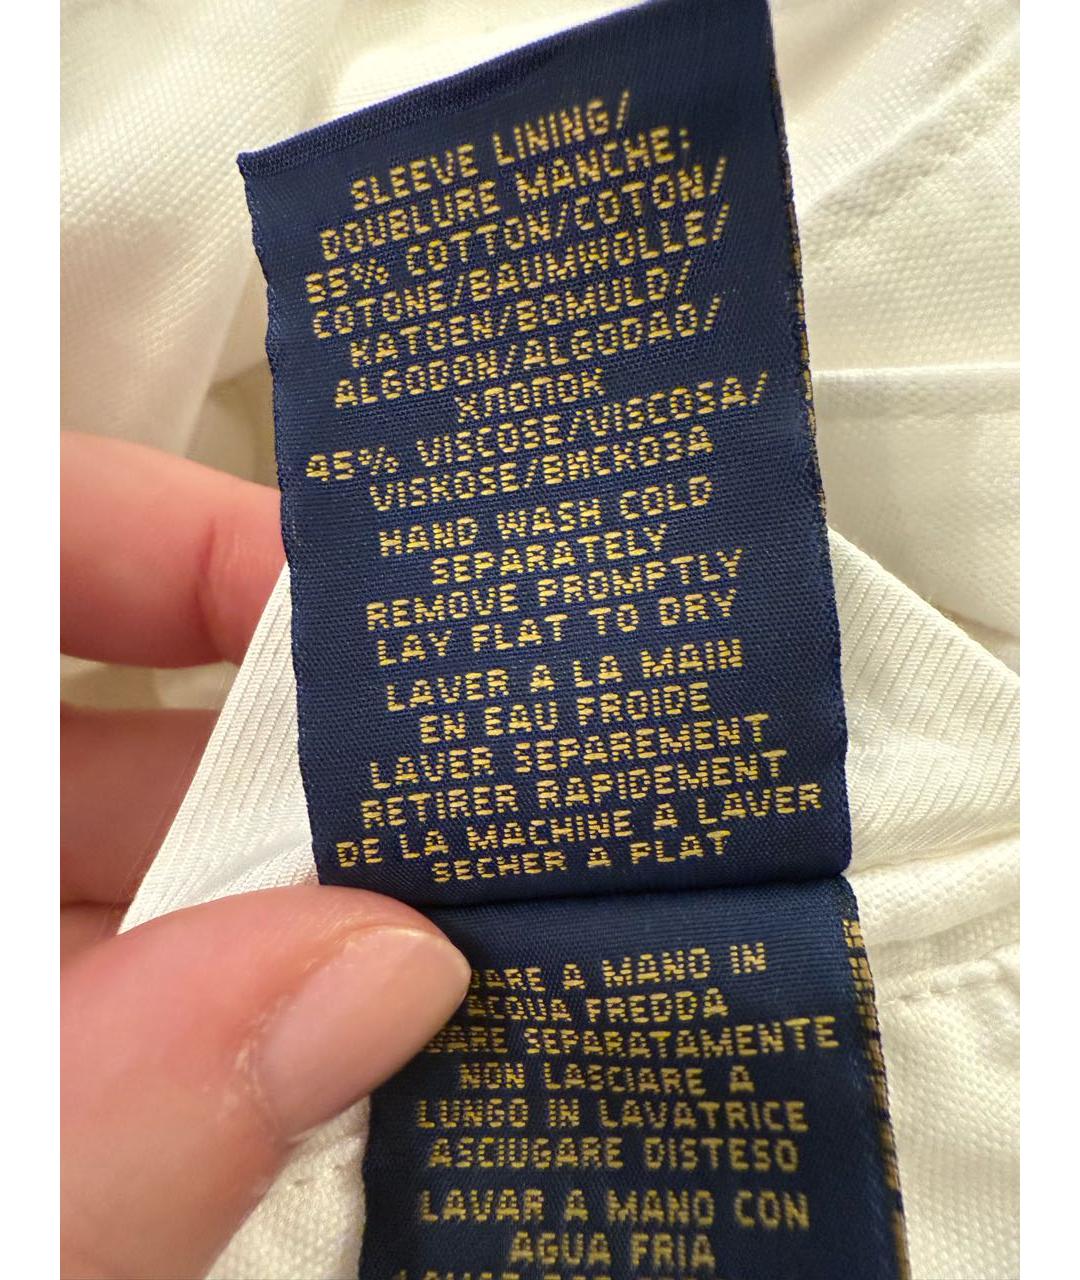 SLEEVE LINING/
DOUBLURE MANCHE:
55% COTTON/COTON/
COTONE/BAUMWOLLE/
KATOEN/BOMULD/
ALGODON/ALGODAO/
ХЛОПОК
45% VISCOSE/VISCOSA/
VISKOSE/ВИСКОЗА
HAND WASH COLD
SEPARATELY
REMOVE PROMPTLY
LAY FLAT TO DRY
LAVER A LA MAIN
EN EAU FROIDE
LAVER SEPAREMENT
RETIRER RAPIDEMENT
DE LA MACHINE A LAVER
SECHER A PLAT
A MANO IN
FREDDA
SEPARATAMENTE
NON LASCIARE A
LUNGO IN LAVATRICE
ASCIUGARE DISTESO
LAVAR A MANO CON
AGUA FRIA